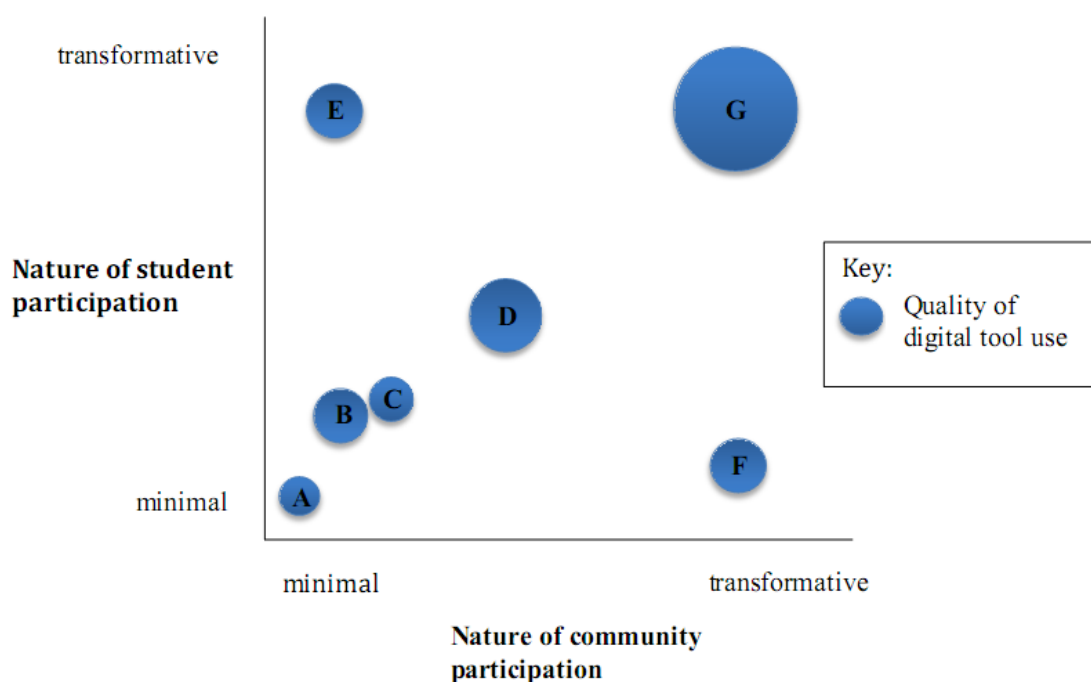 transformative
E
G
Nature of student
participation
Key:
Quality of
digital tool use
D
C
B
F
A
minimal
minimal
transformative
Nature of community
participation